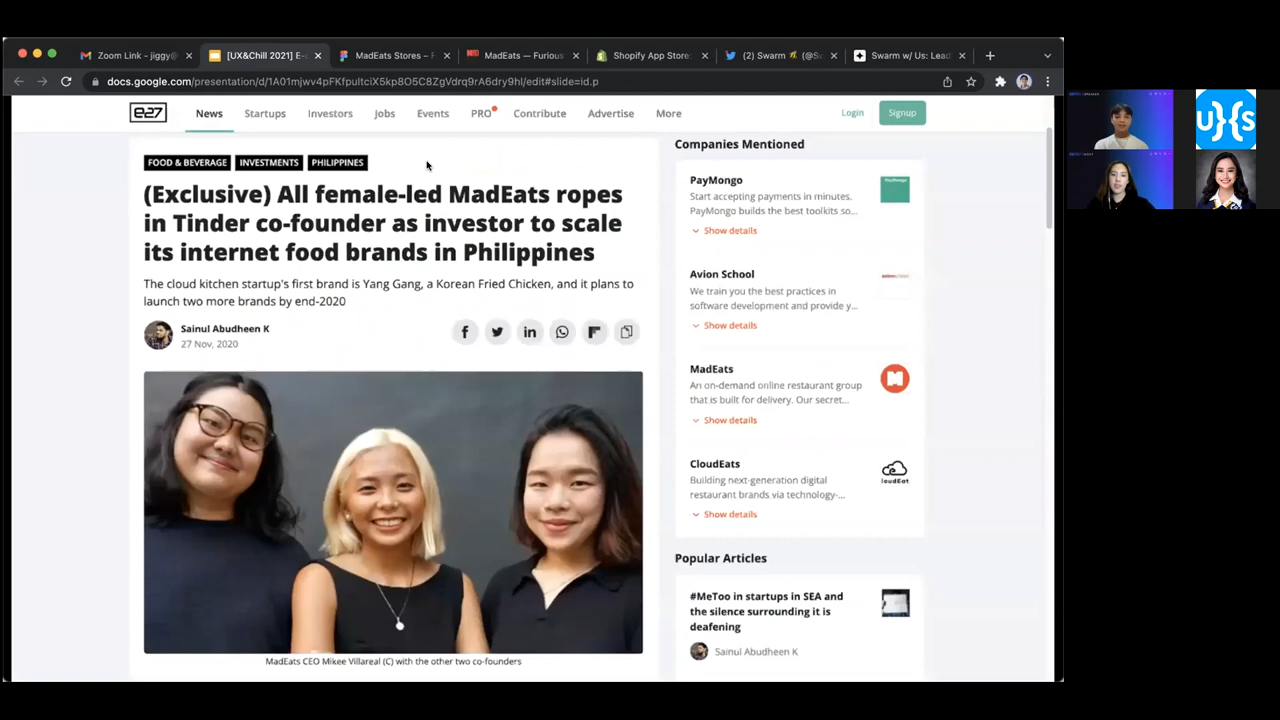 Zoom Link - jiggy@
[UX&Chill 2021] E-
MadEats Stores – F
MadEats — Furious
Shopify App Store:
(2) Swarm 🐝 (@Sw
Swarm w/ Us: Lead
docs.google.com/presentation/d/1A01mjwv4pFKfpultciX5kp8O5C8ZgVdrq9rA6dry9hI/edit#slide=id.p
e27
News
Startups
Investors
Jobs
Events
PRO
Contribute
Advertise
More
Login
Signup
FOOD & BEVERAGE
INVESTMENTS
PHILIPPINES
(Exclusive) All female-led MadEats ropes
in Tinder co-founder as investor to scale
its internet food brands in Philippines
The cloud kitchen startup's first brand is Yang Gang, a Korean Fried Chicken, and it plans to
launch two more brands by end-2020
Sainul Abudheen K
27 Nov, 2020
MadEats CEO Mikee Villareal (C) with the other two co-founders
Companies Mentioned
PayMongo
Start accepting payments in minutes.
PayMongo builds the best toolkits so...
PayMongo
Show details
Avion School
We train you the best practices in
software development and provide y...
Show details
MadEats
An on-demand online restaurant group
that is built for delivery. Our secret...
Show details
CloudEats
Building next-generation digital
restaurant brands via technology-...
Show details
Popular Articles
#MeToo in startups in SEA and
the silence surrounding it is
deafening
Sainul Abudheen K